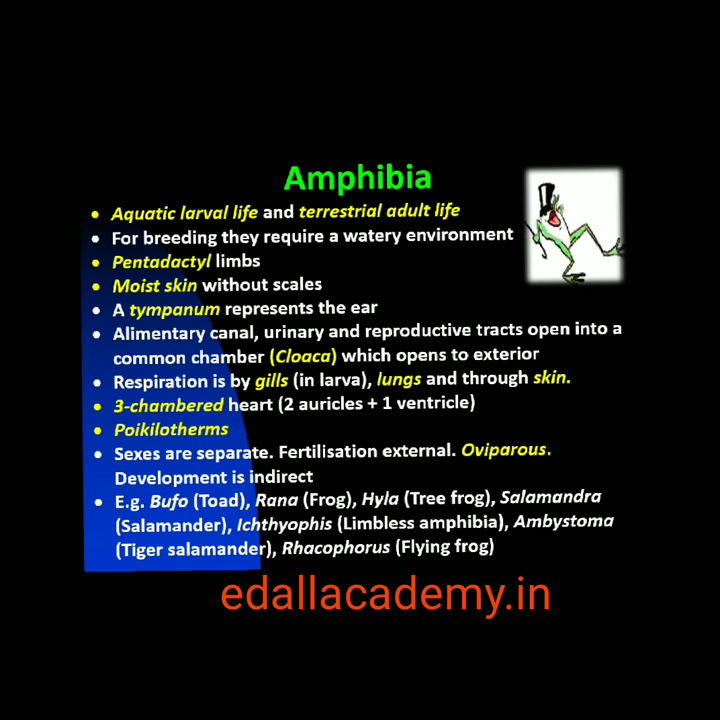 Amphibia
• Aquatic larval life and terrestrial adult life
• For breeding they require a watery environment
• Pentadactyl limbs
• Moist skin without scales
• A tympanum represents the ear
• Alimentary canal, urinary and reproductive tracts open into a
common chamber (Cloaca) which opens to exterior
• Respiration is by gills (in larva), lungs and through skin.
• 3-chambered heart (2 auricles + 1 ventricle)
• Poikilotherms
• Sexes are separate. Fertilisation external. Oviparous.
Development is indirect
• E.g. Bufo (Toad), Rana (Frog), Hyla (Tree frog), Salamandra
(Salamander), Ichthyophis (Limbless amphibia), Ambystoma
(Tiger salamander), Rhacophorus (Flying frog)
edallacademy.in